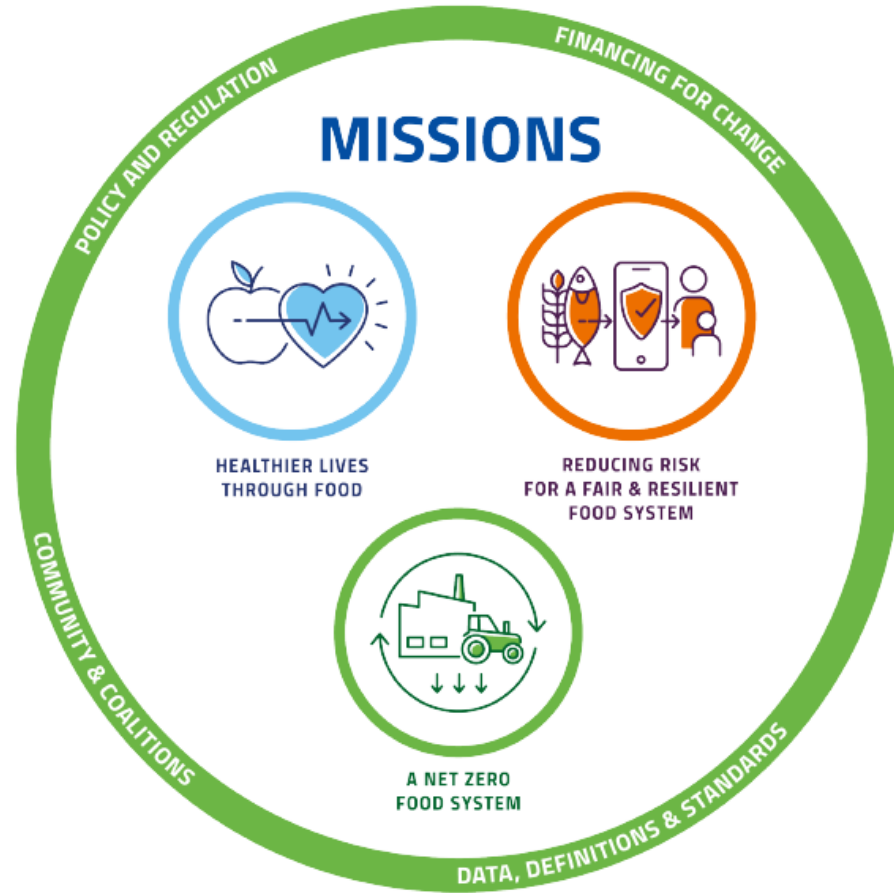 POLICY AND REGULATION
FINANCING FOR CHANGE
MISSIONS
HEALTHIER LIVES
THROUGH FOOD
REDUCING RISK
FOR A FAIR & RESILIENT
FOOD SYSTEM
A NET ZERO
FOOD SYSTEM
COMMUNITY & COALITIONS
DATA, DEFINITIONS & STANDARDS